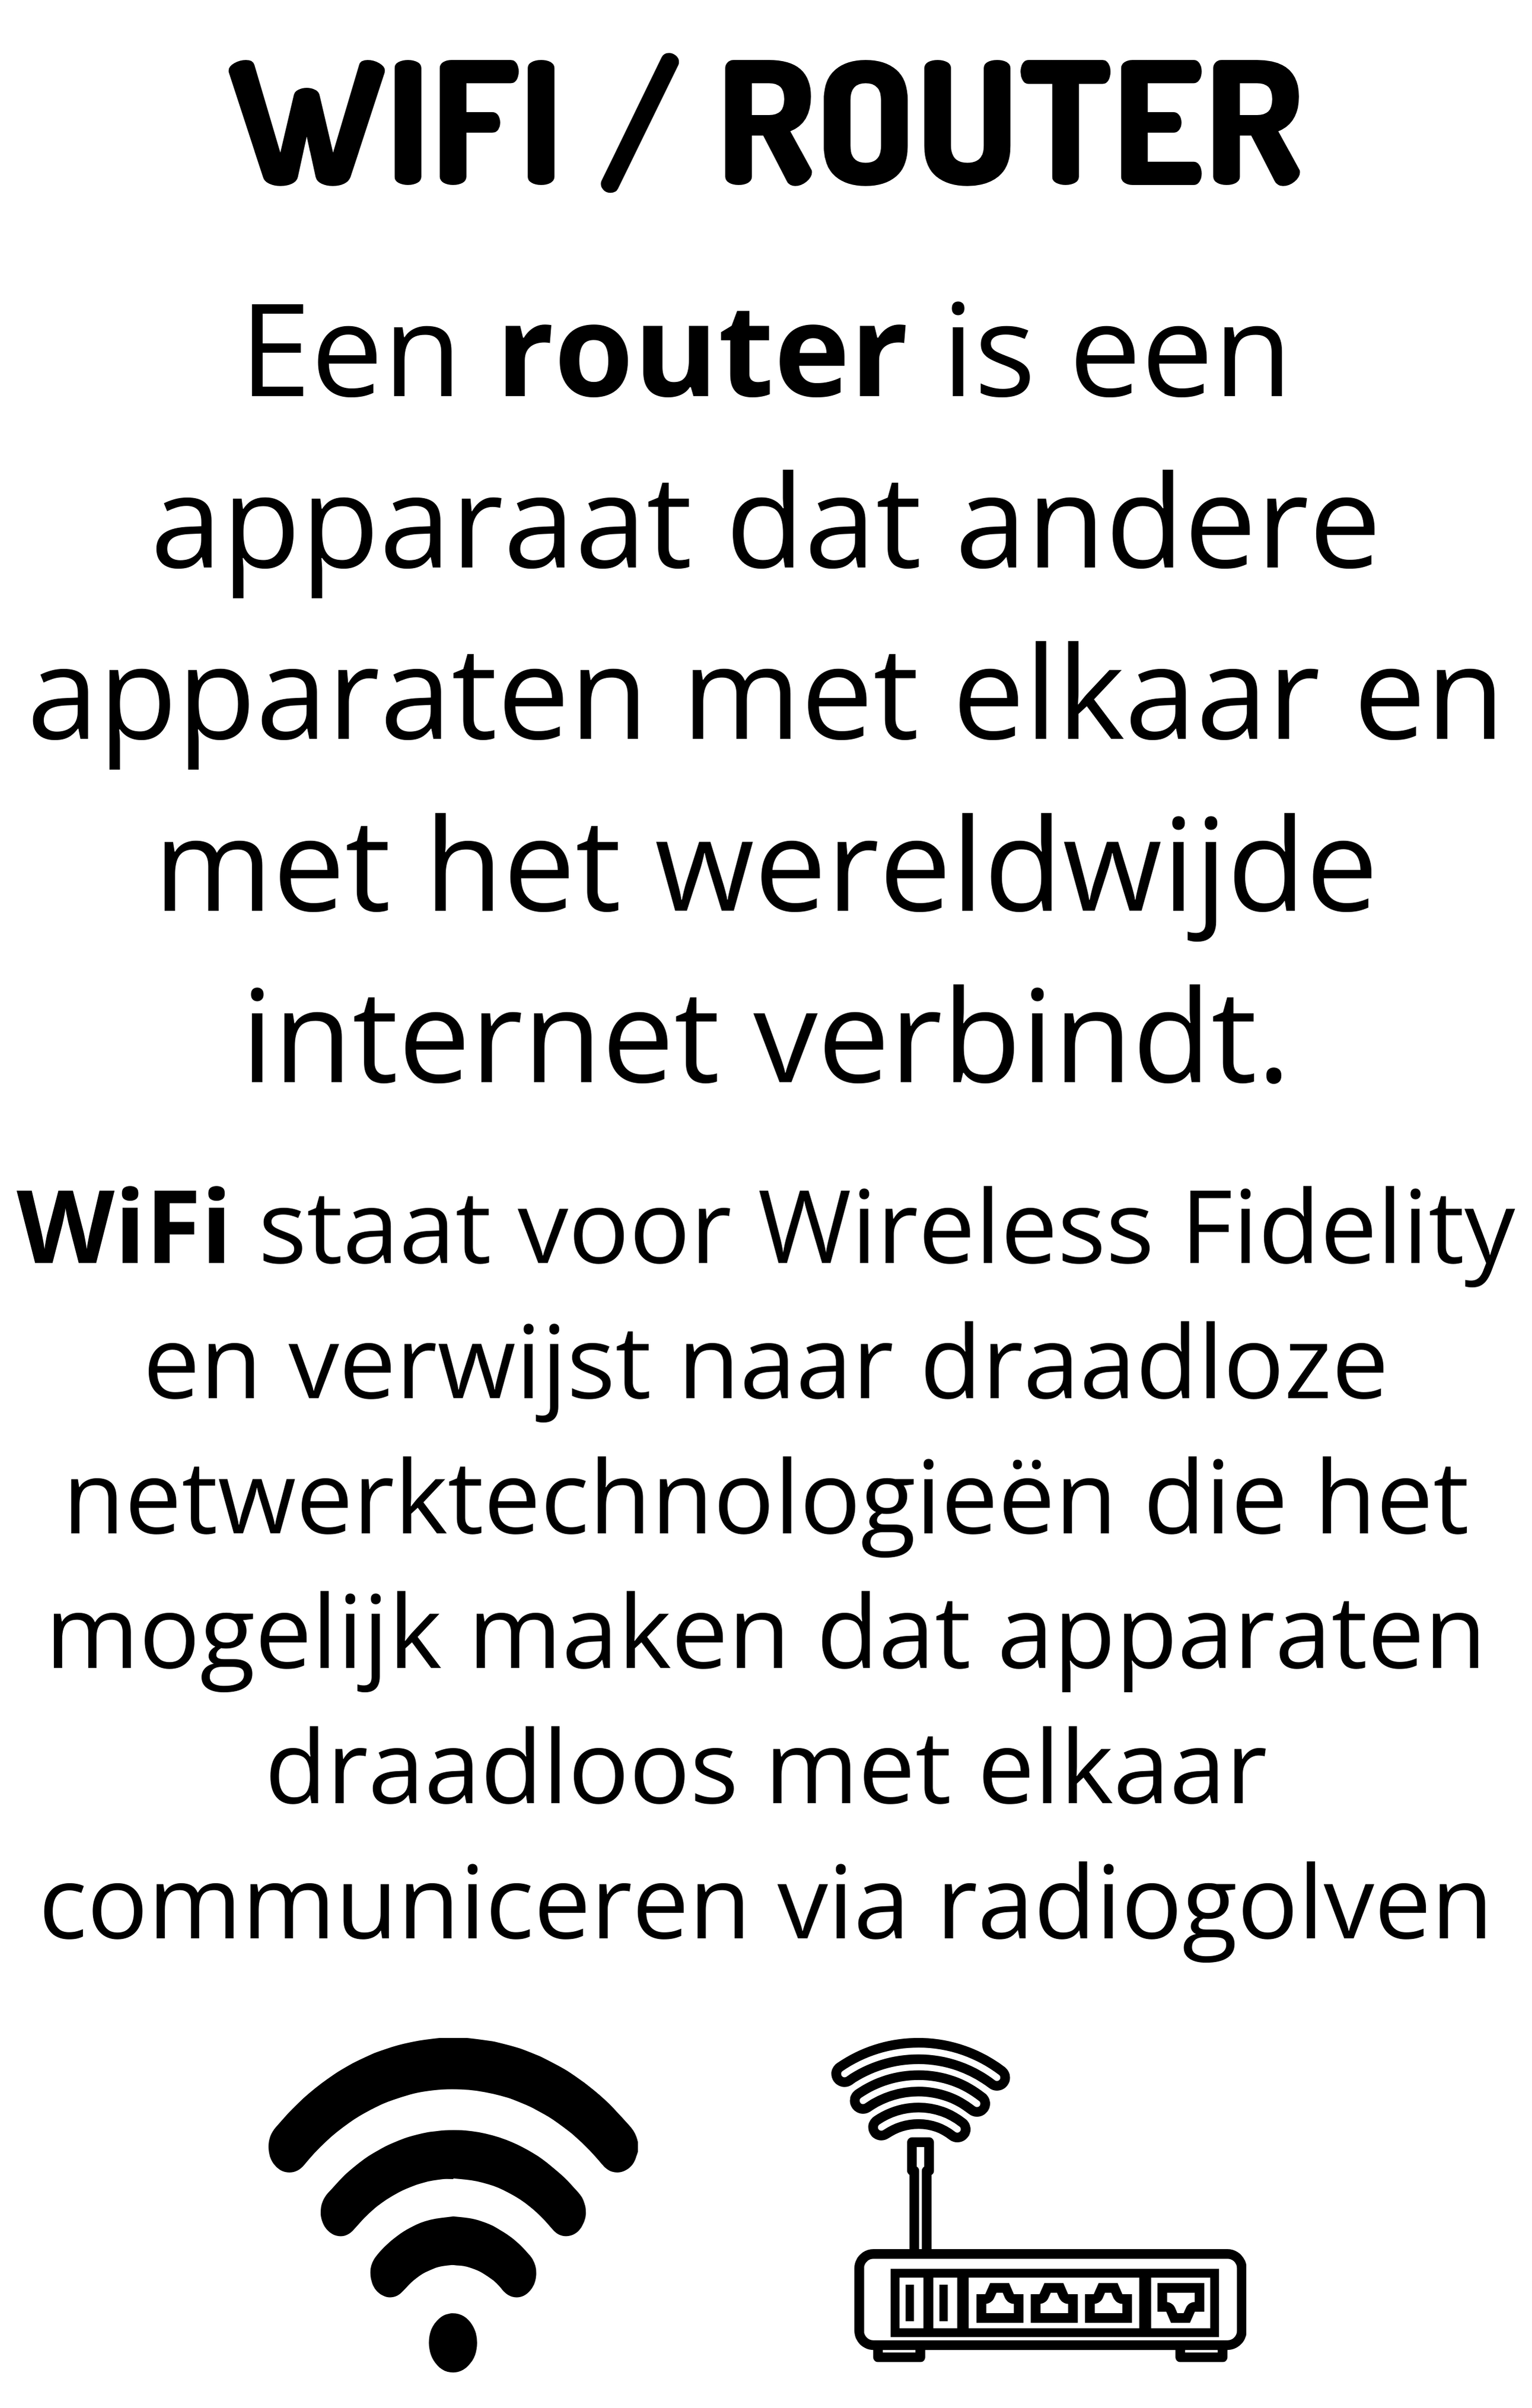 WIFI / ROUTER
Een router is een
apparaat dat andere
apparaten met elkaar en
met het wereldwijde
internet verbindt.
WiFi staat voor Wireless Fidelity
en verwijst naar draadloze
netwerktechnologieën die het
mogelijk maken dat apparaten
draadloos met elkaar
communiceren via radiogolven